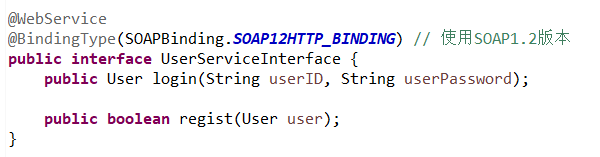 @WebService
@BindingType(SOAPBinding.SOAP12HTTP_BINDING) // 使用SOAP1.2版本
public interface UserServiceInterface {
public User login(String userID, String userPassword);
public boolean regist(User user);
}